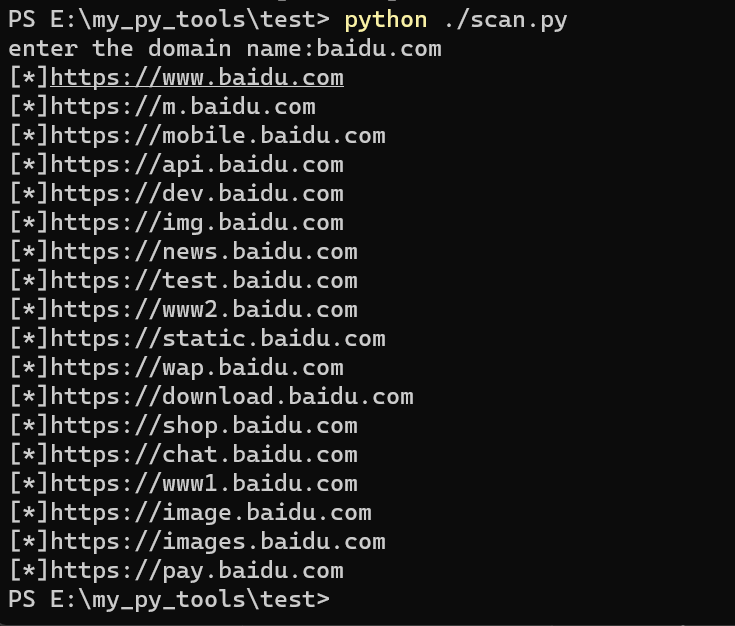 PS E:\my_py_tools\test> python ./scan.py
enter the domain name:baidu.com
[*]https://www.baidu.com
[*]https://m.baidu.com
[*]https://mobile.baidu.com
[*]https://api.baidu.com
[*]https://dev.baidu.com
[*]https://img.baidu.com
[*]https://news.baidu.com
[*]https://test.baidu.com
[*]https://www2.baidu.com
[*]https://static.baidu.com
[*]https://wap.baidu.com
[*]https://download.baidu.com
[*]https://shop.baidu.com
[*]https://chat.baidu.com
[*]https://www1.baidu.com
[*]https://image.baidu.com
[*]https://images.baidu.com
[*]https://pay.baidu.com
PS E:\my_py_tools\test>